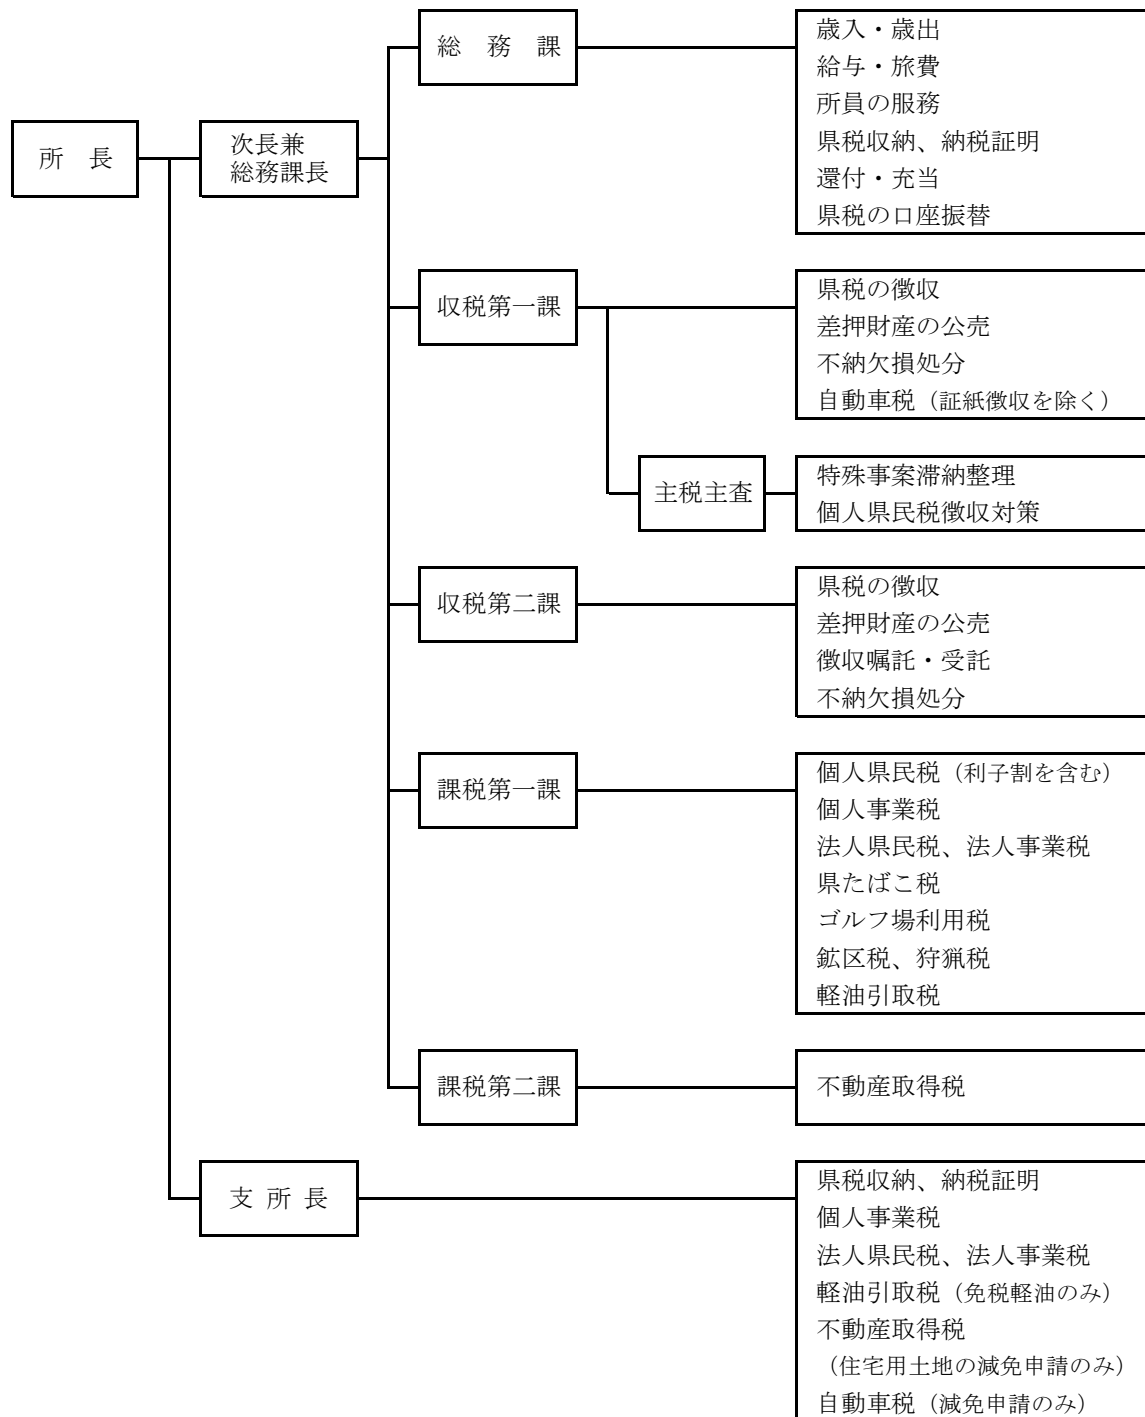 総務課
歳入・歳出
給与・旅費
所員の服務
県税収納、納税証明
還付・充当
県税の口座振替
所長
次長兼
総務課長
収税第一課
県税の徴収
差押財産の公売
不納欠損処分
自動車税（証紙徴収を除く）
主税主査
特殊事案滞納整理
個人県民税徴収対策
収税第二課
県税の徴収
差押財産の公売
徴収嘱託・受託
不納欠損処分
課税第一課
個人県民税（利子割を含む）
個人事業税
法人県民税、法人事業税
県たばこ税
ゴルフ場利用税
鉱区税、狩猟税
軽油引取税
課税第二課
不動産取得税
支所長
県税収納、納税証明
個人事業税
法人県民税、法人事業税
軽油引取税（免税軽油のみ）
不動産取得税
（住宅用土地の減免申請のみ）
自動車税（減免申請のみ）